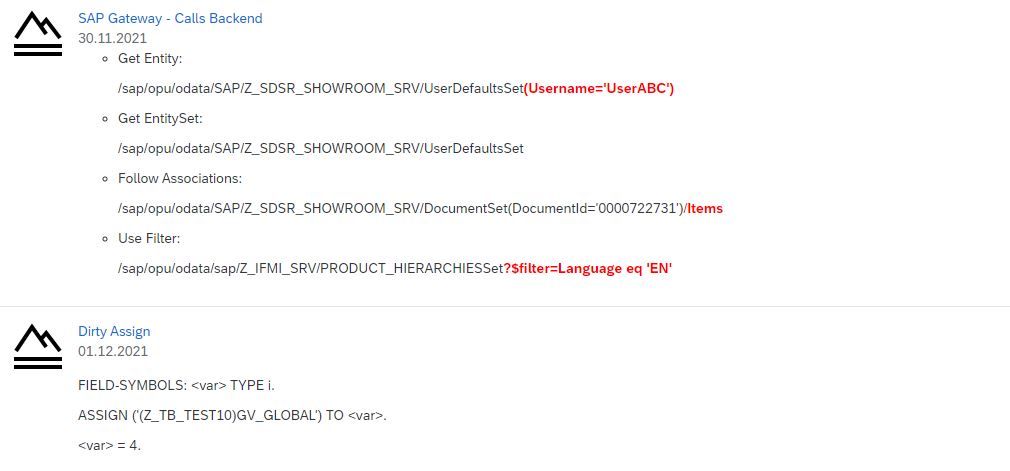 SAP Gateway - Calls Backend
30.11.2021
Get Entity:
/sap/opu/odata/SAP/Z_SDSR_SHOWROOM_SRV/UserDefaultsSet(Username='UserABC')
Get EntitySet:
/sap/opu/odata/SAP/Z_SDSR_SHOWROOM_SRV/UserDefaultsSet
Follow Associations:
/sap/opu/odata/SAP/Z_SDSR_SHOWROOM_SRV/DocumentSet(DocumentId='0000722731')/Items
Use Filter:
/sap/opu/odata/sap/Z_IFMI_SRV/PRODUCT_HIERARCHIESSet?$filter=Language eq 'EN'
Dirty Assign
01.12.2021
FIELD-SYMBOLS: <var> TYPE i.
ASSIGN ('(Z_TB_TEST10)GV_GLOBAL') TO <var>.
<var> = 4.